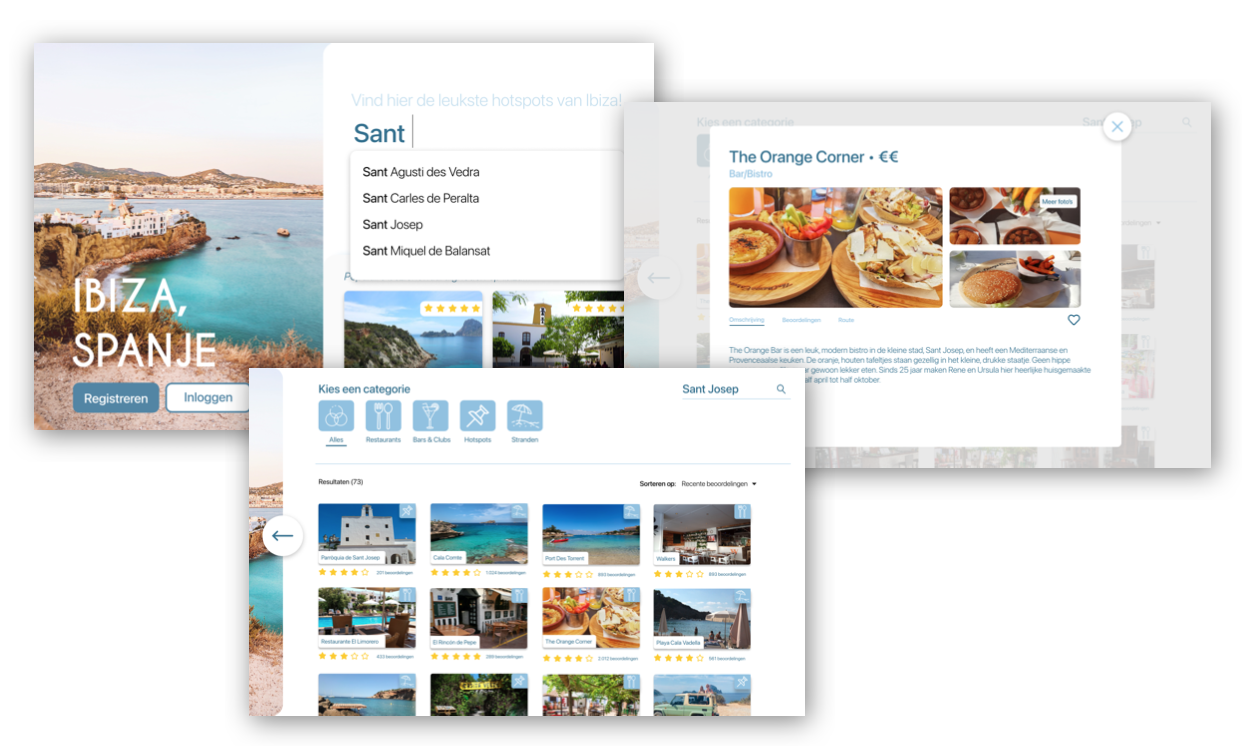 Vind hier de leukste hotspots van Ibiza!
Sant
Sant Agusti des Vedra
Sant Carles de Peralta
Sant Josep
Sant Miquel de Balansat
IBIZA,
SPANJE
Registreren
Inloggen
Kies een categorie
The Orange Corner • €€
Bar/Bistro
Meer foto's
Omschrijving
Beoordelingen
Route
The Orange Bar is een leuk, modern bistro in de kleine stad, Sant Josep, en heeft een Mediterraanse en
Provenceaalse keuken. De oranje, houten tafeltjes staan gezellig in het kleine, drukke staatje. Geen hippe
gewoon lekker eten. Sinds 25 jaar maken Rene en Ursula hier heerlijke huisgemaakte
half april tot half oktober.
Kies een categorie
Sant Josep
Alles
Restaurants
Bars & Clubs
Hotspots
Stranden
Resultaten (73)
Sorteren op: Recente beoordelingen
Parròquia de Sant Josep
Cala Comte
Port Des Torrent
Walkers
201 beoordelingen
1.024 beoordelingen
893 beoordelingen
893 beoordelingen
Restaurante El Limonero
El Rincón de Pepe
The Orange Corner
Playa Cala Vadella
433 beoordelingen
289 beoordelingen
2.012 beoordelingen
561 beoordelingen